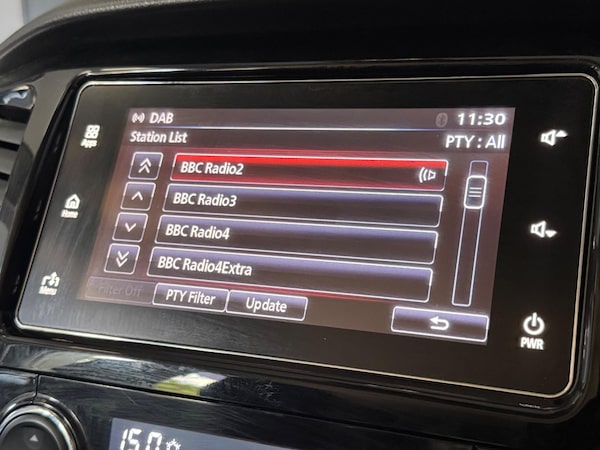 DAB
11:30
Station List
PTY : All
Apps
BBC Radio2
BBC Radio3
Home
BBC Radio4
BBC Radio4Extra
Menu
Filter Off
PTY Filter
Update
PWR
15.0